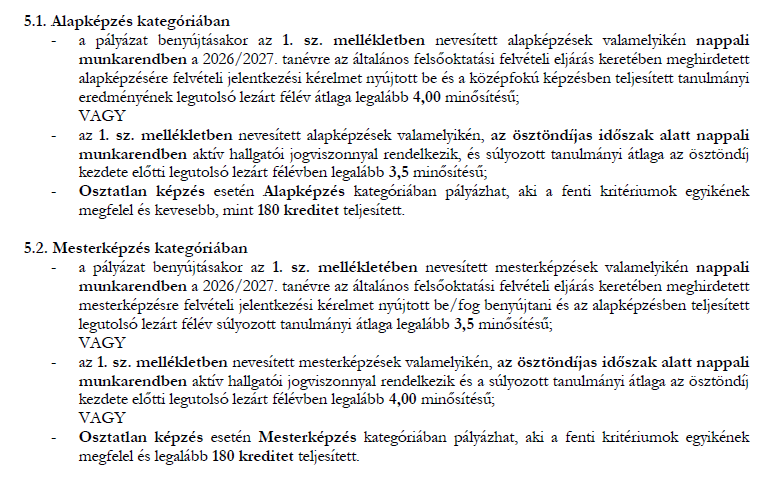 5.1. Alapképzés kategóriában
- a pályázat benyújtásakor az 1. sz. mellékletben nevesített alapképzések valamelyikén nappali
munkarendben a 2026/2027. tanévre az általános felsőoktatási felvételi eljárás keretében meghirdetett
alapképzésére felvételi jelentkezési kérelmet nyújtott be és a középfokú képzésben teljesített tanulmányi
eredményének legutolsó lezárt félév átlaga legalább 4,00 minősítésű;
VAGY
- az 1. sz. mellékletben nevesített alapképzések valamelyikén, az ösztöndíjas időszak alatt nappali
munkarendben aktív hallgatói jogviszonnyal rendelkezik, és súlyozott tanulmányi átlaga az ösztöndíj
kezdete előtti legutolsó lezárt félévben legalább 3,5 minősítésű;
- Osztatlan képzés esetén Alapképzés kategóriában pályázhat, aki a fenti kritériumok egyikének
megfelel és kevesebb, mint 180 kreditet teljesített.
5.2. Mesterképzés kategóriában
- a pályázat benyújtásakor az 1. sz. mellékletében nevesített mesterképzések valamelyikén nappali
munkarendben a 2026/2027. tanévre az általános felsőoktatási felvételi eljárás keretében meghirdetett
mesterképzésre felvételi jelentkezési kérelmet nyújtott be/fog benyújtani és az alapképzésben teljesített
legutolsó lezárt félév súlyozott tanulmányi átlaga legalább 3,5 minősítésű;
VAGY
- az 1. sz. mellékletben nevesített mesterképzések valamelyikén, az ösztöndíjas időszak alatt nappali
munkarendben aktív hallgatói jogviszonnyal rendelkezik és a súlyozott tanulmányi átlaga az ösztöndíj
kezdete előtti legutolsó lezárt félévben legalább 4,00 minősítésű;
VAGY
- Osztatlan képzés esetén Mesterképzés kategóriában pályázhat, aki a fenti kritériumok egyikének
megfelel és legalább 180 kreditet teljesített.